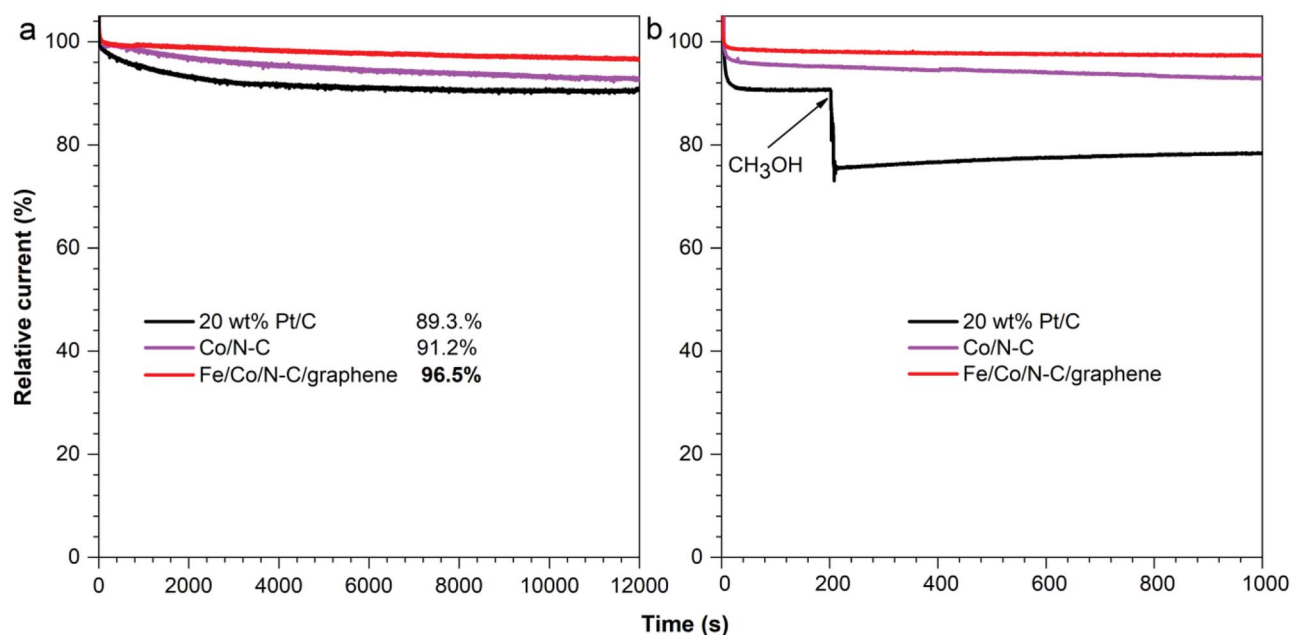 a
100
80
60
40
20
0
Relative current (%)
20 wt% Pt/C 89.3.%
Co/N-C 91.2%
Fe/Co/N-C/graphene 96.5%
0 2000 4000 6000 8000 10000 12000
b
100
80
60
40
20
0
CH3OH
20 wt% Pt/C
Co/N-C
Fe/Co/N-C/graphene
0 200 400 600 800 1000
Time (s)